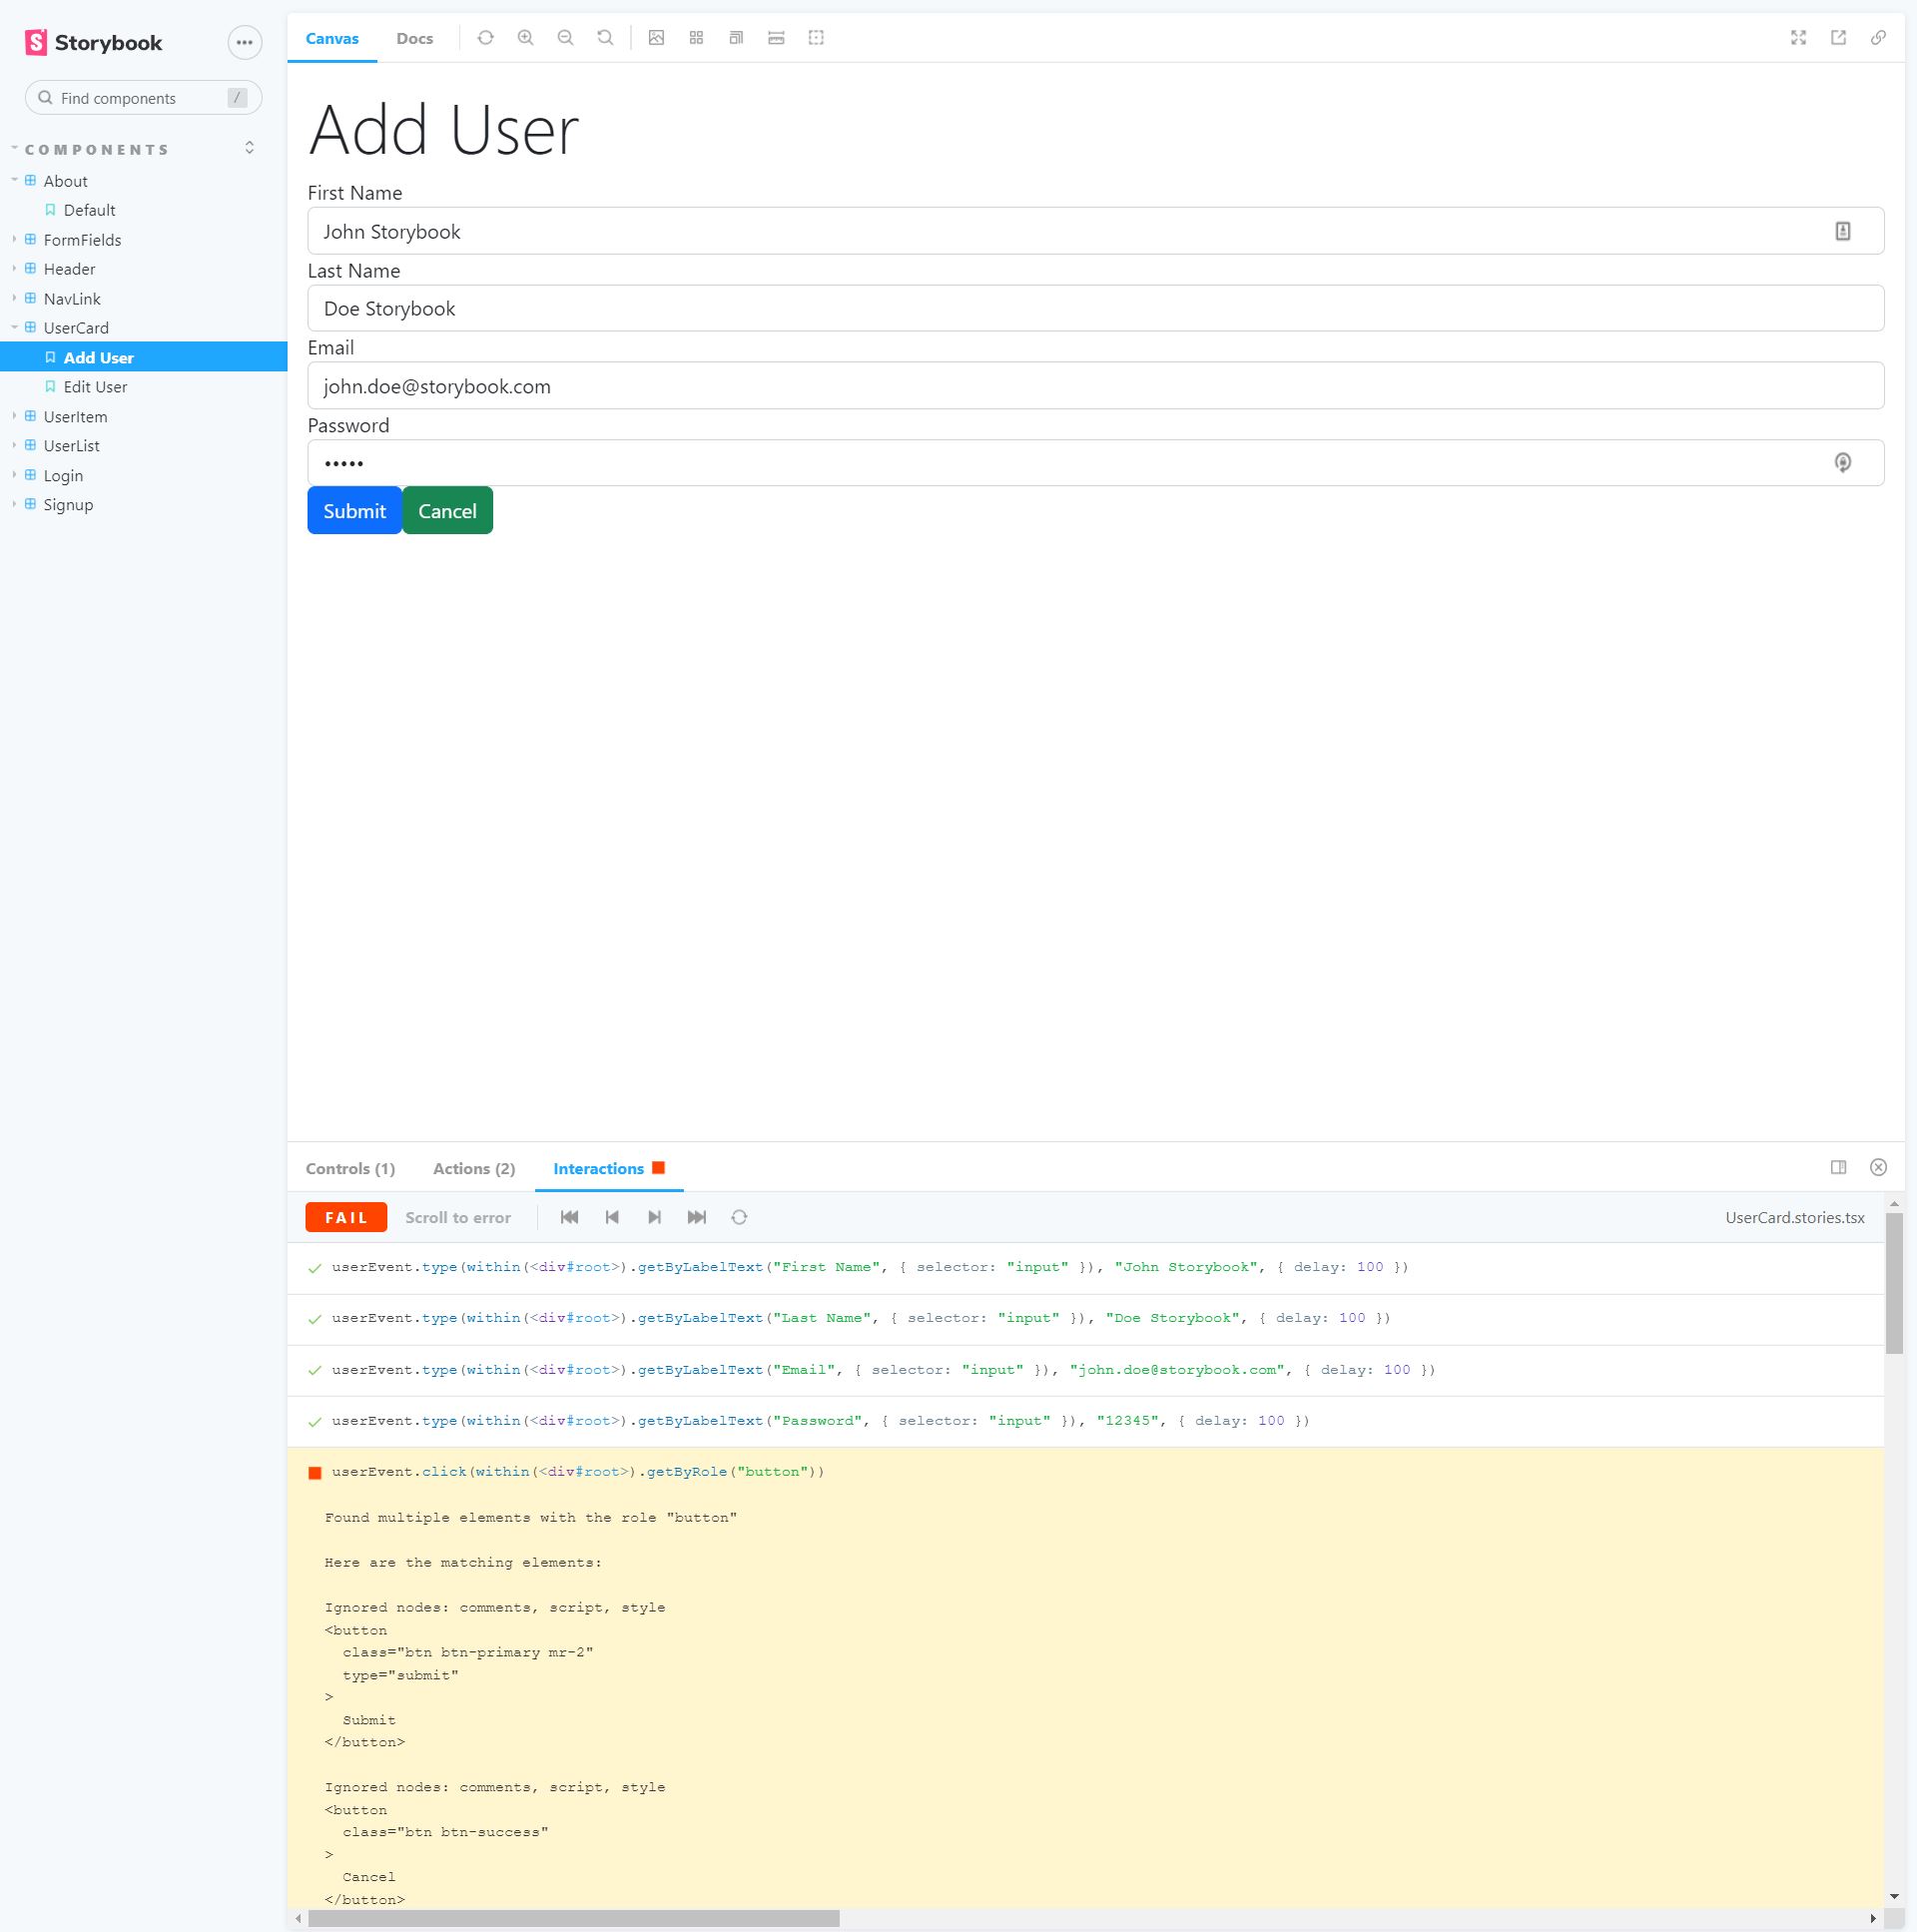 Storybook
Find components
/
COMPONENTS
About
Default
FormFields
Header
NavLink
UserCard
Add User
Edit User
UserItem
UserList
Login
Signup
Canvas
Docs
Add User
First Name
John Storybook
Last Name
Doe Storybook
Email
john.doe@storybook.com
Password
•••••
Submit
Cancel
Controls (1)
Actions (2)
Interactions
FAIL
Scroll to error
UserCard.stories.tsx
userEvent.type(within(<div#root>).getByLabelText("First Name", { selector: "input" }), "John Storybook", { delay: 100 })
userEvent.type(within(<div#root>).getByLabelText("Last Name", { selector: "input" }), "Doe Storybook", { delay: 100 })
userEvent.type(within(<div#root>).getByLabelText("Email", { selector: "input" }), "john.doe@storybook.com", { delay: 100 })
userEvent.type(within(<div#root>).getByLabelText("Password", { selector: "input" }), "12345", { delay: 100 })
userEvent.click(within(<div#root>).getByRole("button"))
Found multiple elements with the role "button"
Here are the matching elements:
Ignored nodes: comments, script, style
<button
class="btn btn-primary mr-2"
type="submit"
>
Submit
</button>
Ignored nodes: comments, script, style
<button
class="btn btn-success"
>
Cancel
</button>